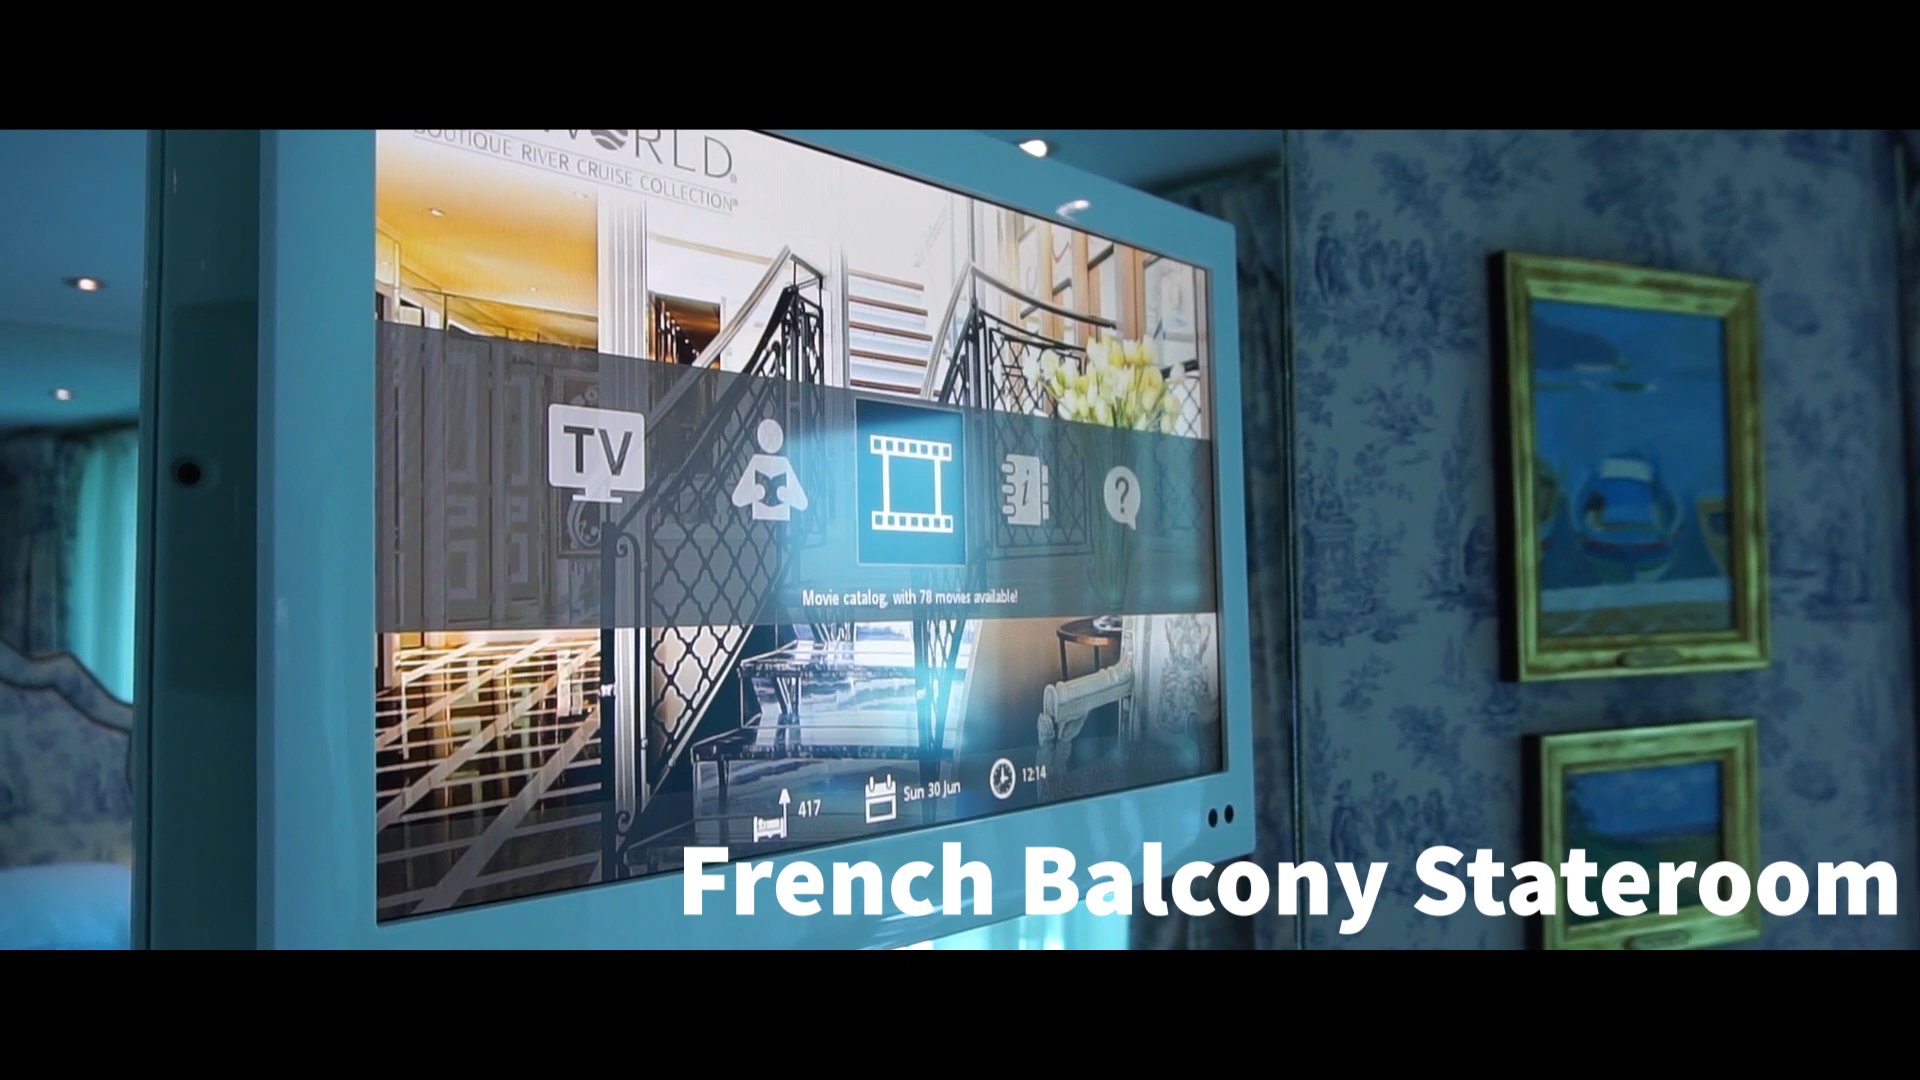 WORLD®
BOUTIQUE RIVER CRUISE COLLECTION®
TV
i
?
Movie catalog, with 78 movies available!
417
Sun 30 Jun
12:14
French Balcony Stateroom